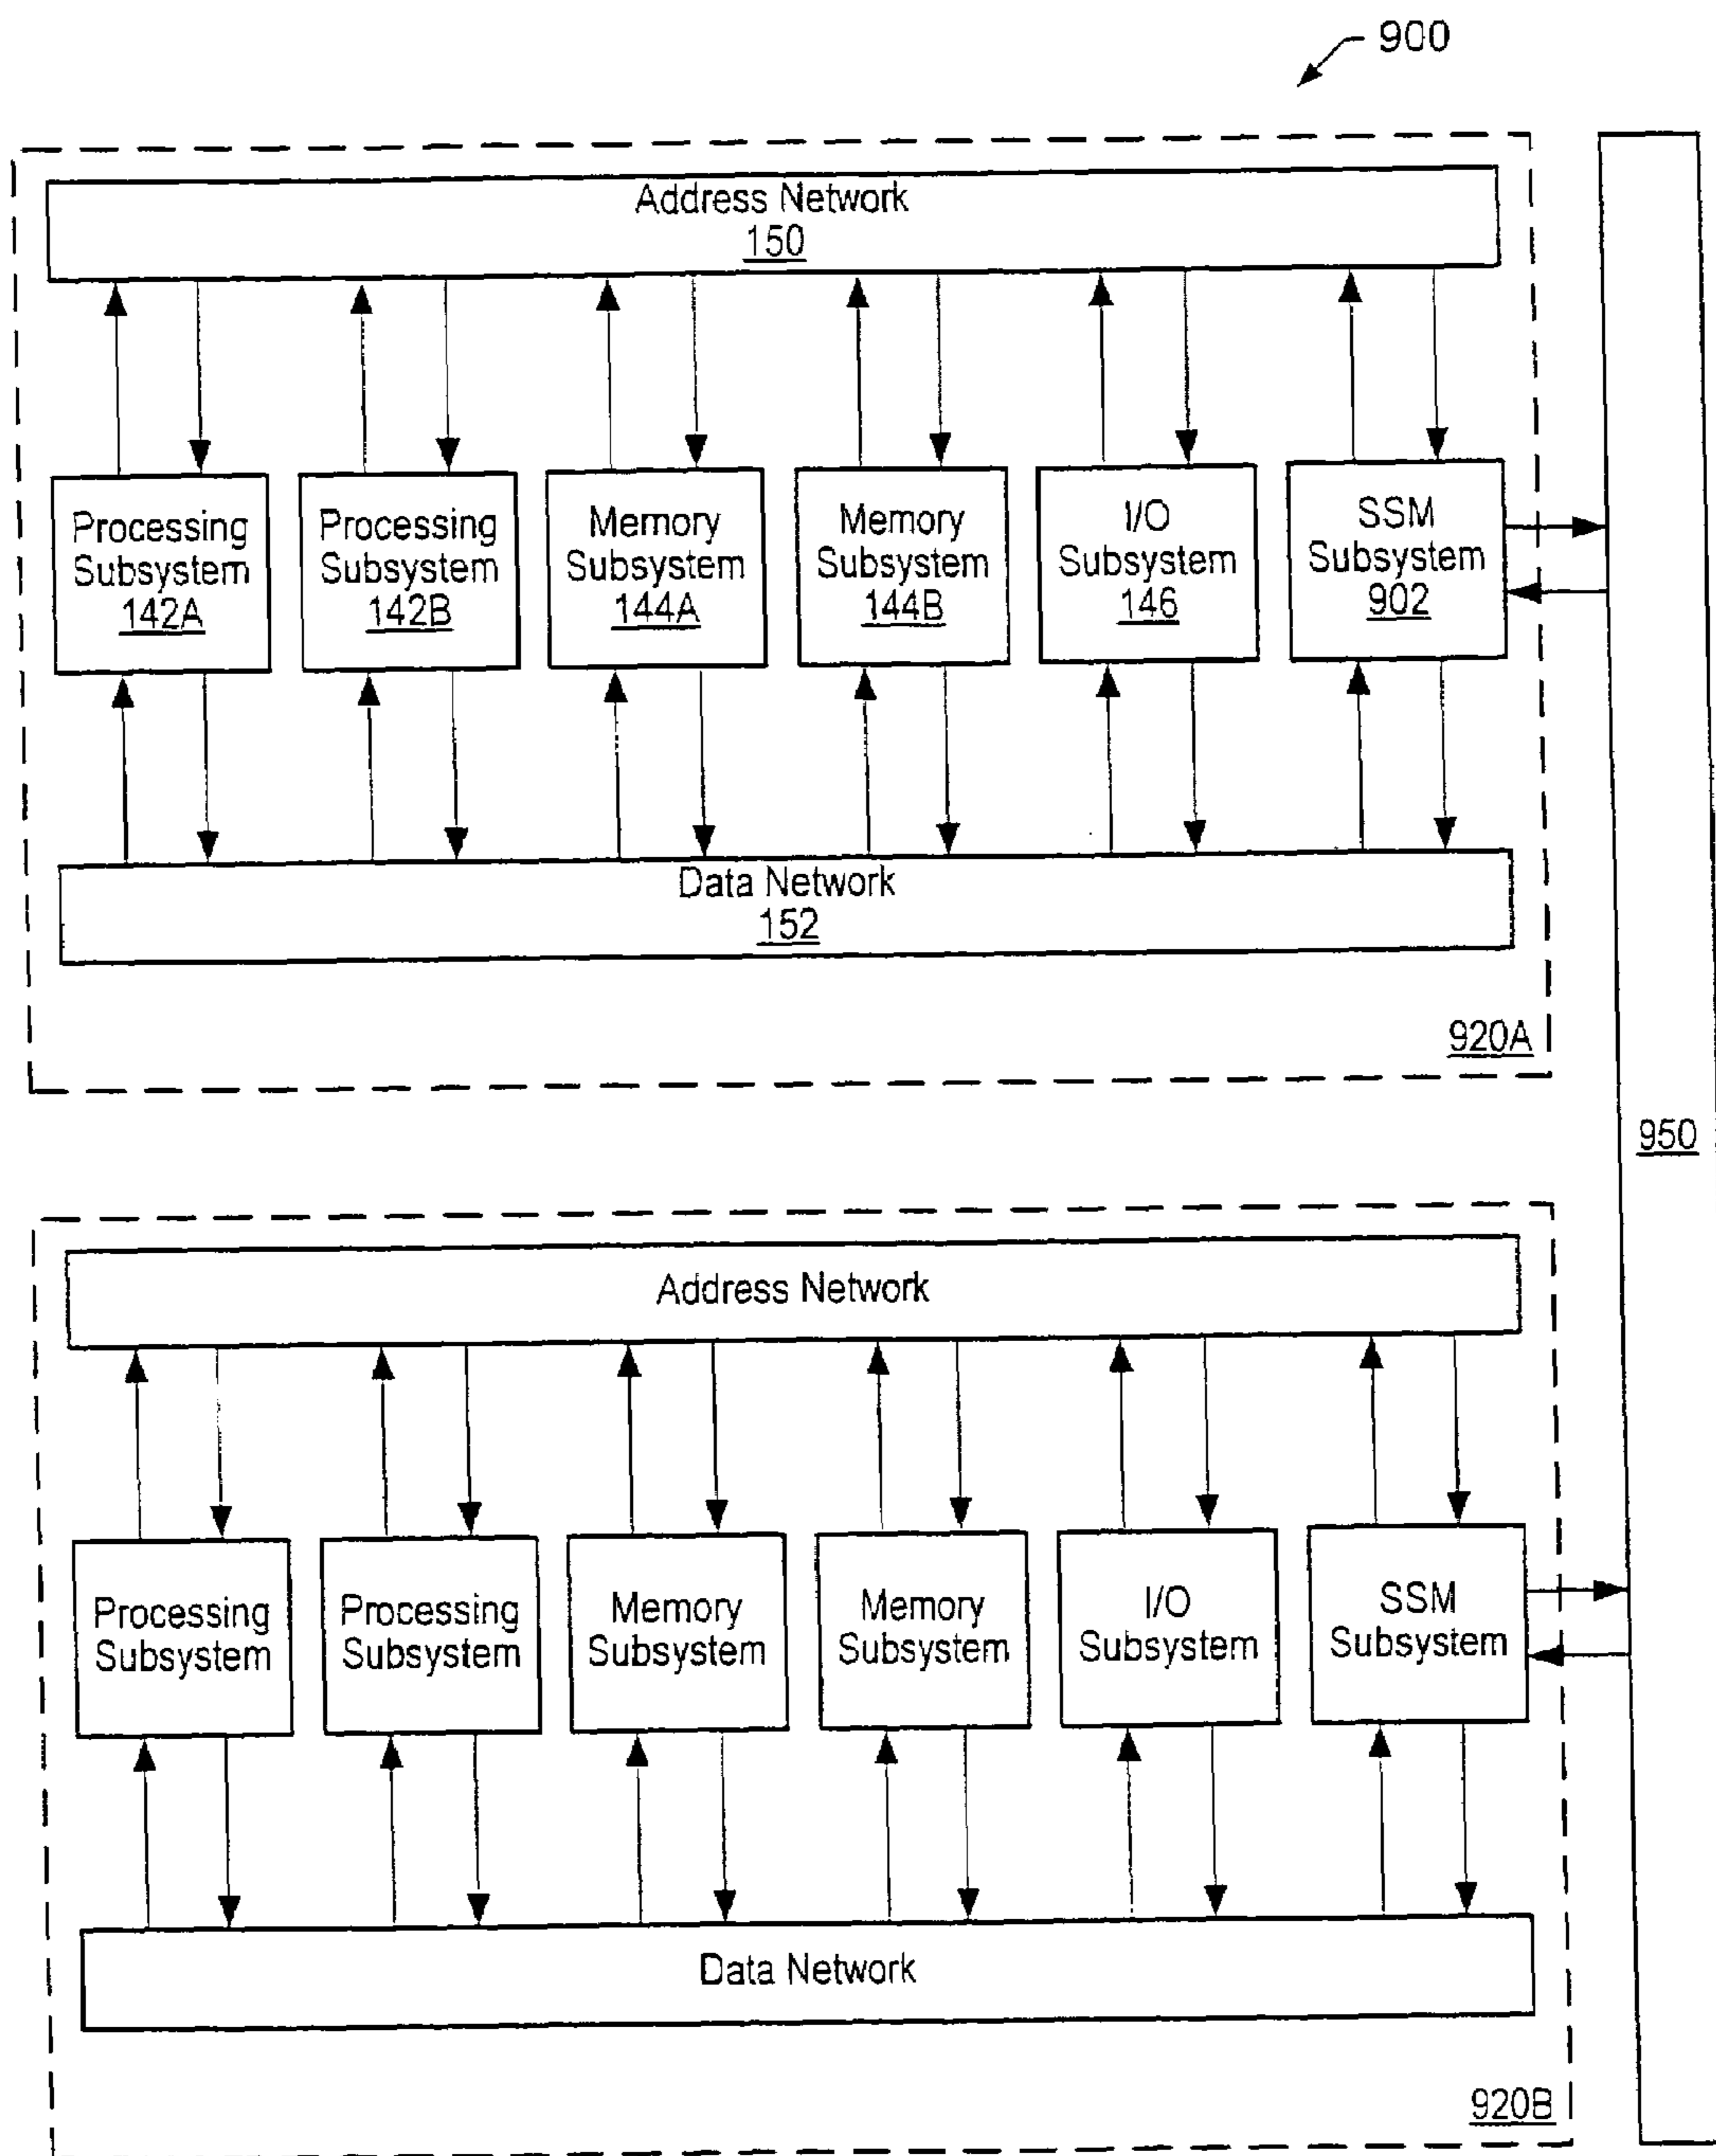 900
Address Network
150
Processing
Subsystem
142A
Processing
Subsystem
142B
Memory
Subsystem
144A
Memory
Subsystem
144B
I/O
Subsystem
146
SSM
Subsystem
902
Data Network
152
920A
950
Address Network
Processing
Subsystem
Processing
Subsystem
Memory
Subsystem
Memory
Subsystem
I/O
Subsystem
SSM
Subsystem
Data Network
920B